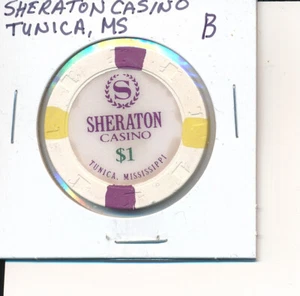 SHERATON CASINO
TUNICA, MS
B
S
SHERATON
CASINO
$1
TUNICA, MISSISSIPPI